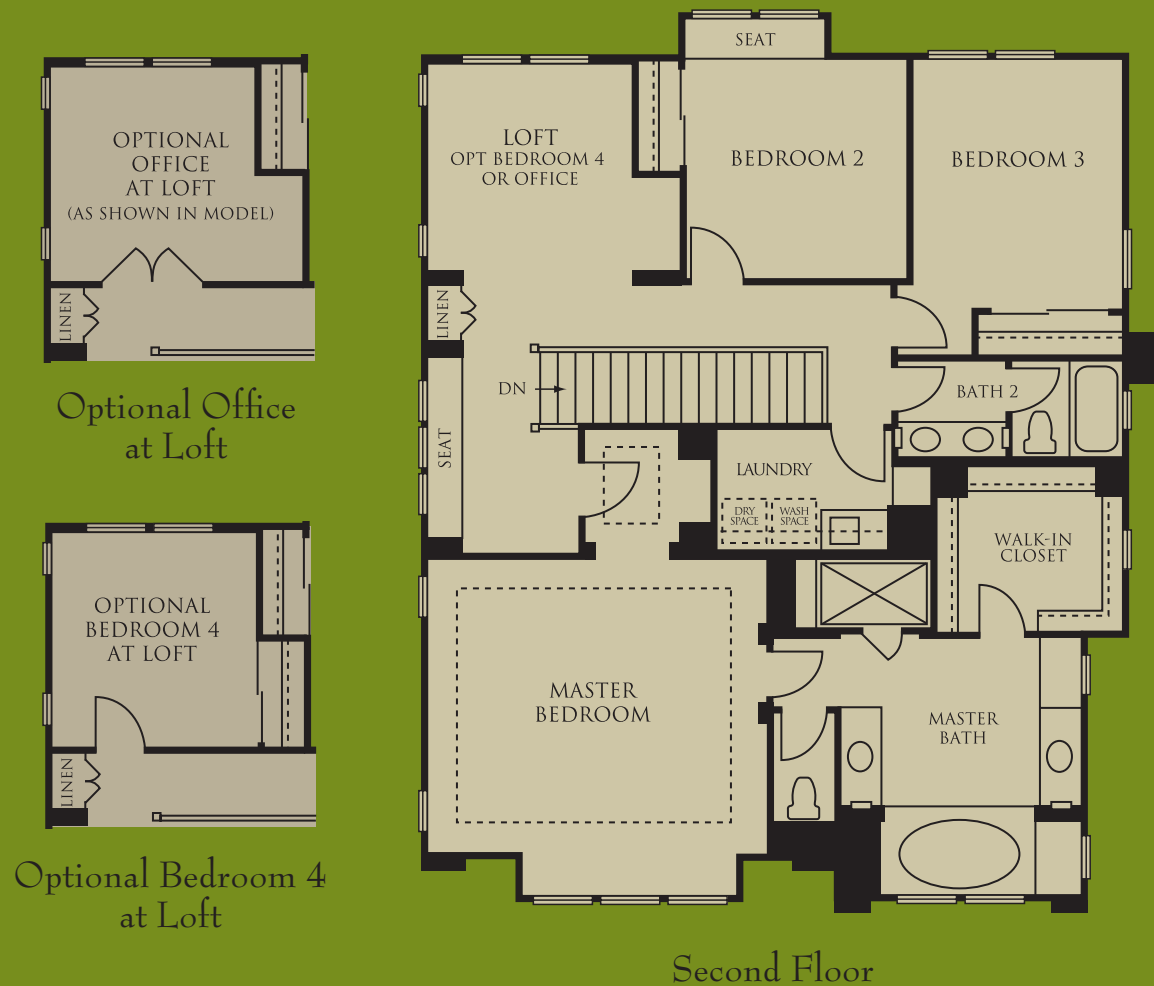 OPTIONAL
OFFICE
AT LOFT
(AS SHOWN IN MODEL)
LINEN
Optional Office
at Loft
OPTIONAL
BEDROOM 4
AT LOFT
LINEN
Optional Bedroom 4
at Loft
SEAT
LOFT
OPT BEDROOM 4
OR OFFICE
BEDROOM 2
BEDROOM 3
LINEN
DN
SEAT
BATH 2
LAUNDRY
DRY
SPACE
WASH
SPACE
WALK-IN
CLOSET
MASTER
BEDROOM
MASTER
BATH
Second Floor